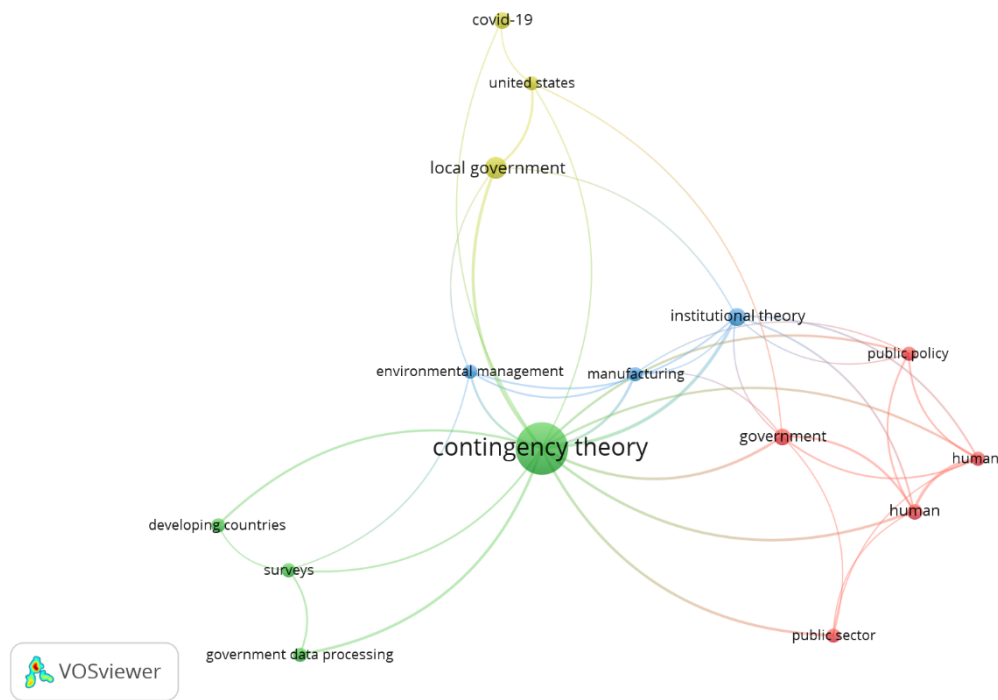 covid-19
united states
local government
institutional theory
public policy
environmental management
manufacturing
government
contingency theory
human
human
developing countries
surveys
public sector
government data processing
VOSviewer